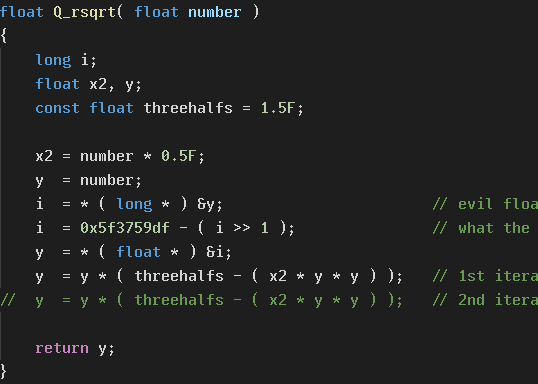 float Q_rsqrt( float number )
{
    long i;
    float x2, y;
    const float threehalfs = 1.5F;

    x2 = number * 0.5F;
    y  = number;
    i  = * ( long * ) &y;                       // evil floa
    i  = 0x5f3759df - ( i >> 1 );               // what the
    y  = * ( float * ) &i;
    y  = y * ( threehalfs - ( x2 * y * y ) );   // 1st itera
//  y  = y * ( threehalfs - ( x2 * y * y ) );   // 2nd itera

    return y;
}